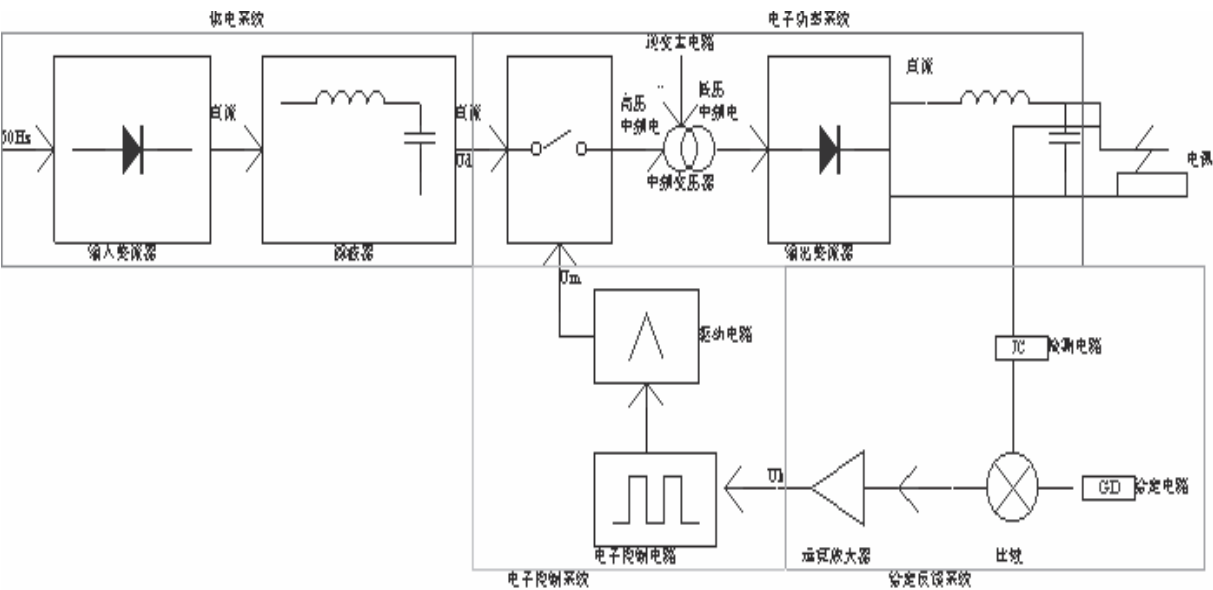 供电系统
电子功率系统
逆变主电路
直流
高压
中频电
低压
中频电
50Hz
直流
直流
Ud
电源
中频变压器
输入整流器
滤波器
输出整流器
Um
驱动电路
JC
检测电路
Uk
GD
给定电路
电子控制电路
放大器
比较
电子控制系统
给定反馈系统